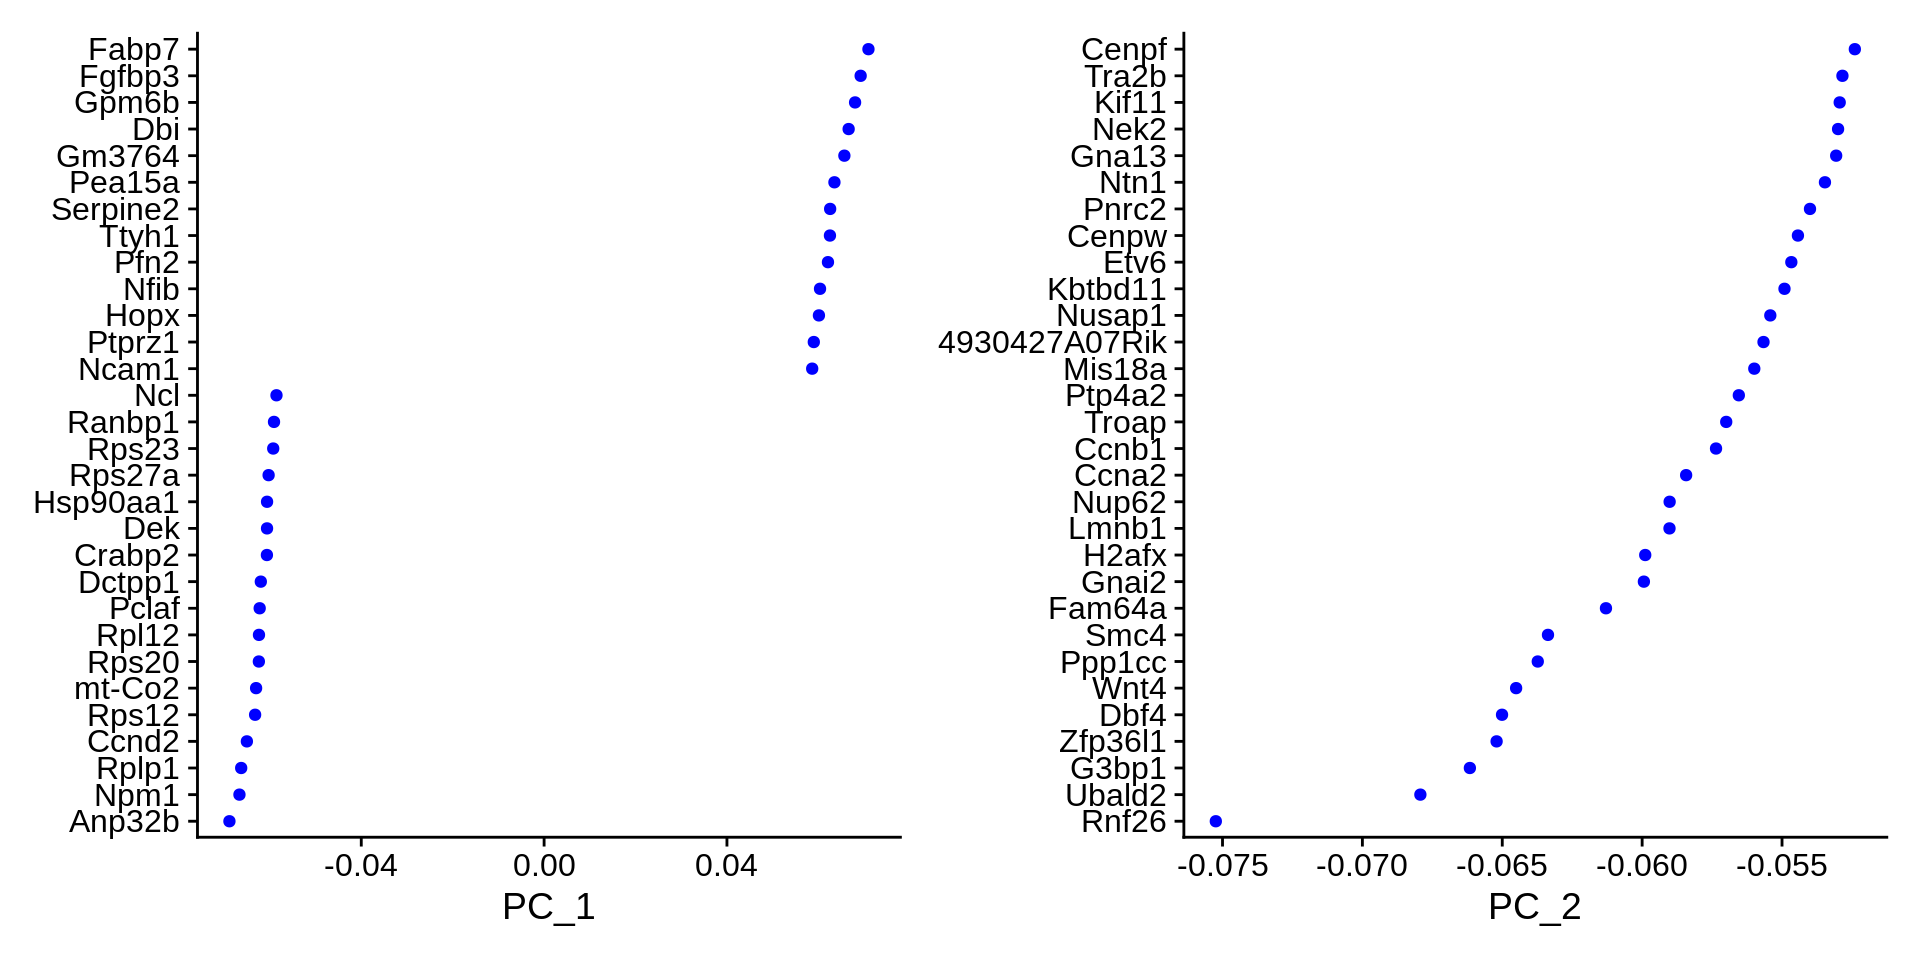 Fabp7
Fgfbp3
Gpm6b
Dbi
Gm3764
Pea15a
Serpine2
Ttyh1
Pfn2
Nfib
Hopx
Ptprz1
Ncam1
Ncl
Ranbp1
Rps23
Rps27a
Hsp90aa1
Dek
Crabp2
Dctpp1
Pclaf
Rpl12
Rps20
mt-Co2
Rps12
Ccnd2
Rplp1
Npm1
Anp32b
-0.04 0.00 0.04
PC_1
Cenpf
Tra2b
Kif11
Nek2
Gna13
Ntn1
Pnrc2
Cenpw
Etv6
Kbtbd11
Nusap1
4930427A07Rik
Mis18a
Ptp4a2
Troap
Ccnb1
Ccna2
Nup62
Lmnb1
H2afx
Gnai2
Fam64a
Smc4
Ppp1cc
Wnt4
Dbf4
Zfp36l1
G3bp1
Ubald2
Rnf26
-0.075 -0.070 -0.065 -0.060 -0.055
PC_2